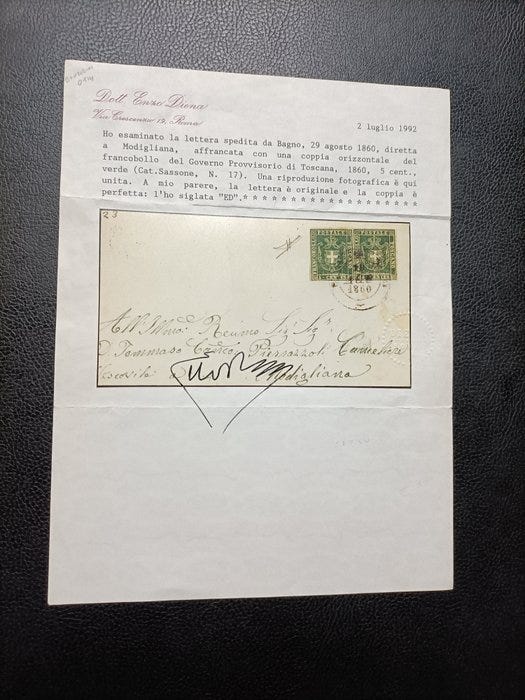 Dott. Enzo Diena
Via Crescenzio 19, Roma
2 luglio 1992
Ho esaminato la lettera spedita da Bagno, 29 agosto 1860, diretta
a Modigliana, affrancata con una coppia orizzontale del
francobollo del Governo Provvisorio di Toscana, 1860, 5 cent.,
verde (Cat.Sassone, N. 17). Una riproduzione fotografica è qui
unita. A mio parere, la lettera è originale e la coppia è
perfetta: l'ho siglata "ED".* * * * * * * * * * * * * * * * * *
23
1860
D. Tommaso
Modigliana